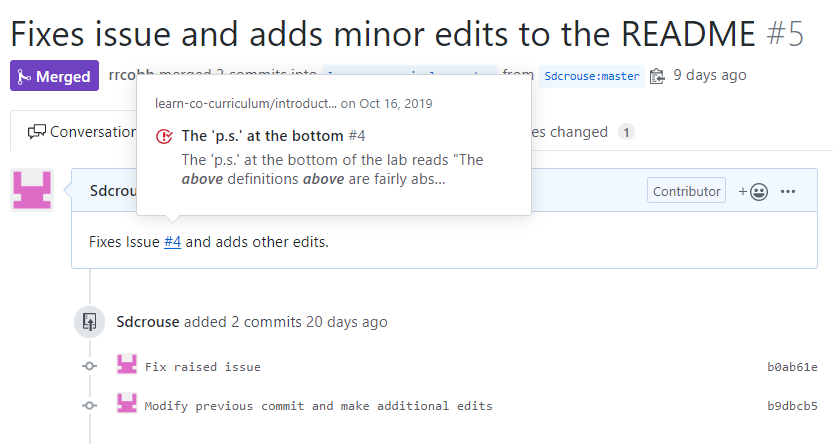 Fixes issue and adds minor edits to the README #5
Merged rrcobb merged 2 commits into from Sdcrouse:master 9 days ago
learn-co-curriculum/introduct... on Oct 16, 2019
Conversation es changed 1
The 'p.s.' at the bottom #4
The 'p.s.' at the bottom of the lab reads "The
above definitions above are fairly abs...
Sdcrou Contributor
Fixes Issue #4 and adds other edits.
Sdcrouse added 2 commits 20 days ago
Fix raised issue b0ab61e
Modify previous commit and make additional edits b9dbcb5